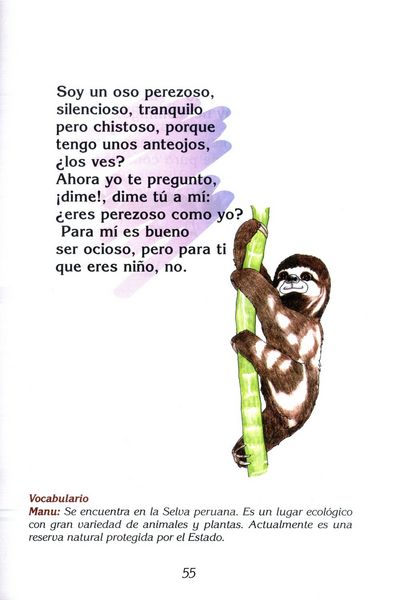 Soy un oso perezoso,
silencioso, tranquilo
pero chistoso, porque
tengo unos anteojos,
¿los ves?
Ahora yo te pregunto,
¡dime!, dime tú a mí:
¿eres perezoso como yo?
Para mí es bueno
ser ocioso, pero para ti
que eres niño, no.
Vocabulario
Manu: Se encuentra en la Selva peruana. Es un lugar ecológico
con gran variedad de animales y plantas. Actualmente es una
reserva natural protegida por el Estado.
55